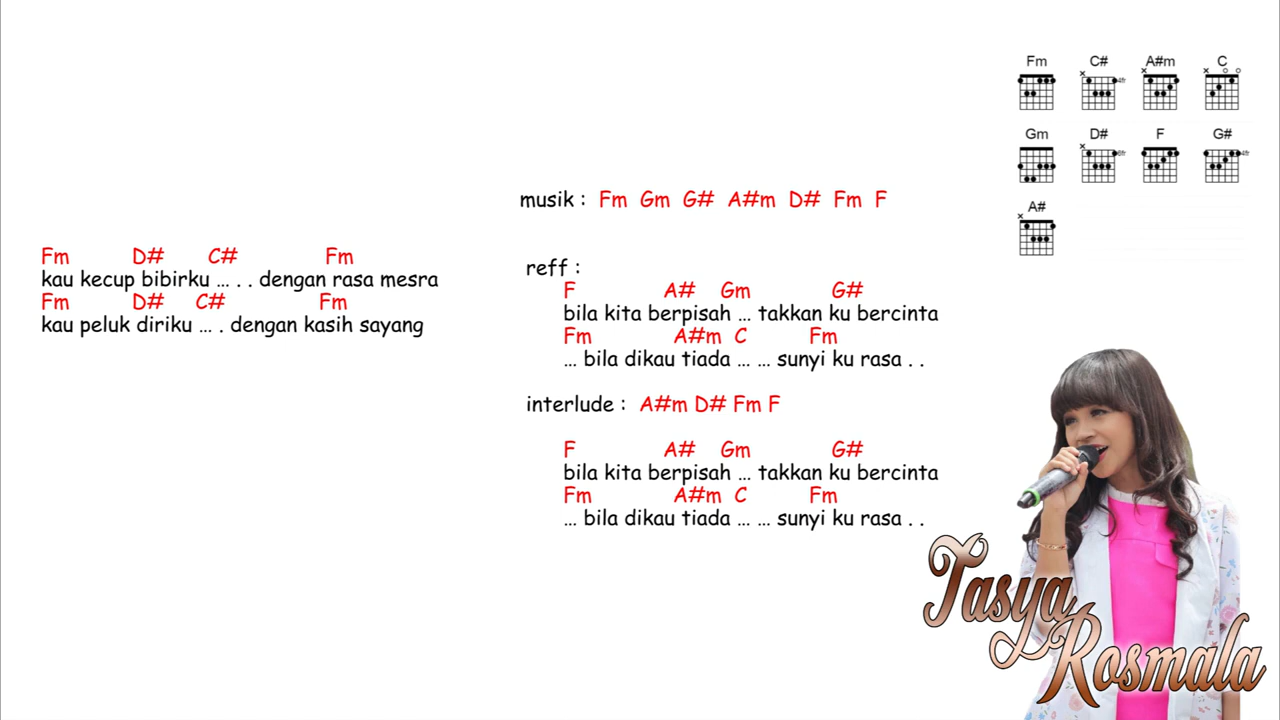 Fm D# C# Fm
kau kecup bibirku ... . . dengan rasa mesra
Fm D# C# Fm
kau peluk diriku ... . dengan kasih sayang
musik : Fm Gm G# A#m D# Fm F
reff :
F A# Gm G#
bila kita berpisah ... takkan ku bercinta
Fm A#m C Fm
... bila dikau tiada ... ... sunyi ku rasa . .
interlude : A#m D# Fm F
F A# Gm G#
bila kita berpisah ... takkan ku bercinta
Fm A#m C Fm
... bila dikau tiada ... ... sunyi ku rasa . .
Fm C# A#m C
x x x o o
4fr
Gm D# F G#
x
6fr 4fr
A#
x
Tasya
Rosmala